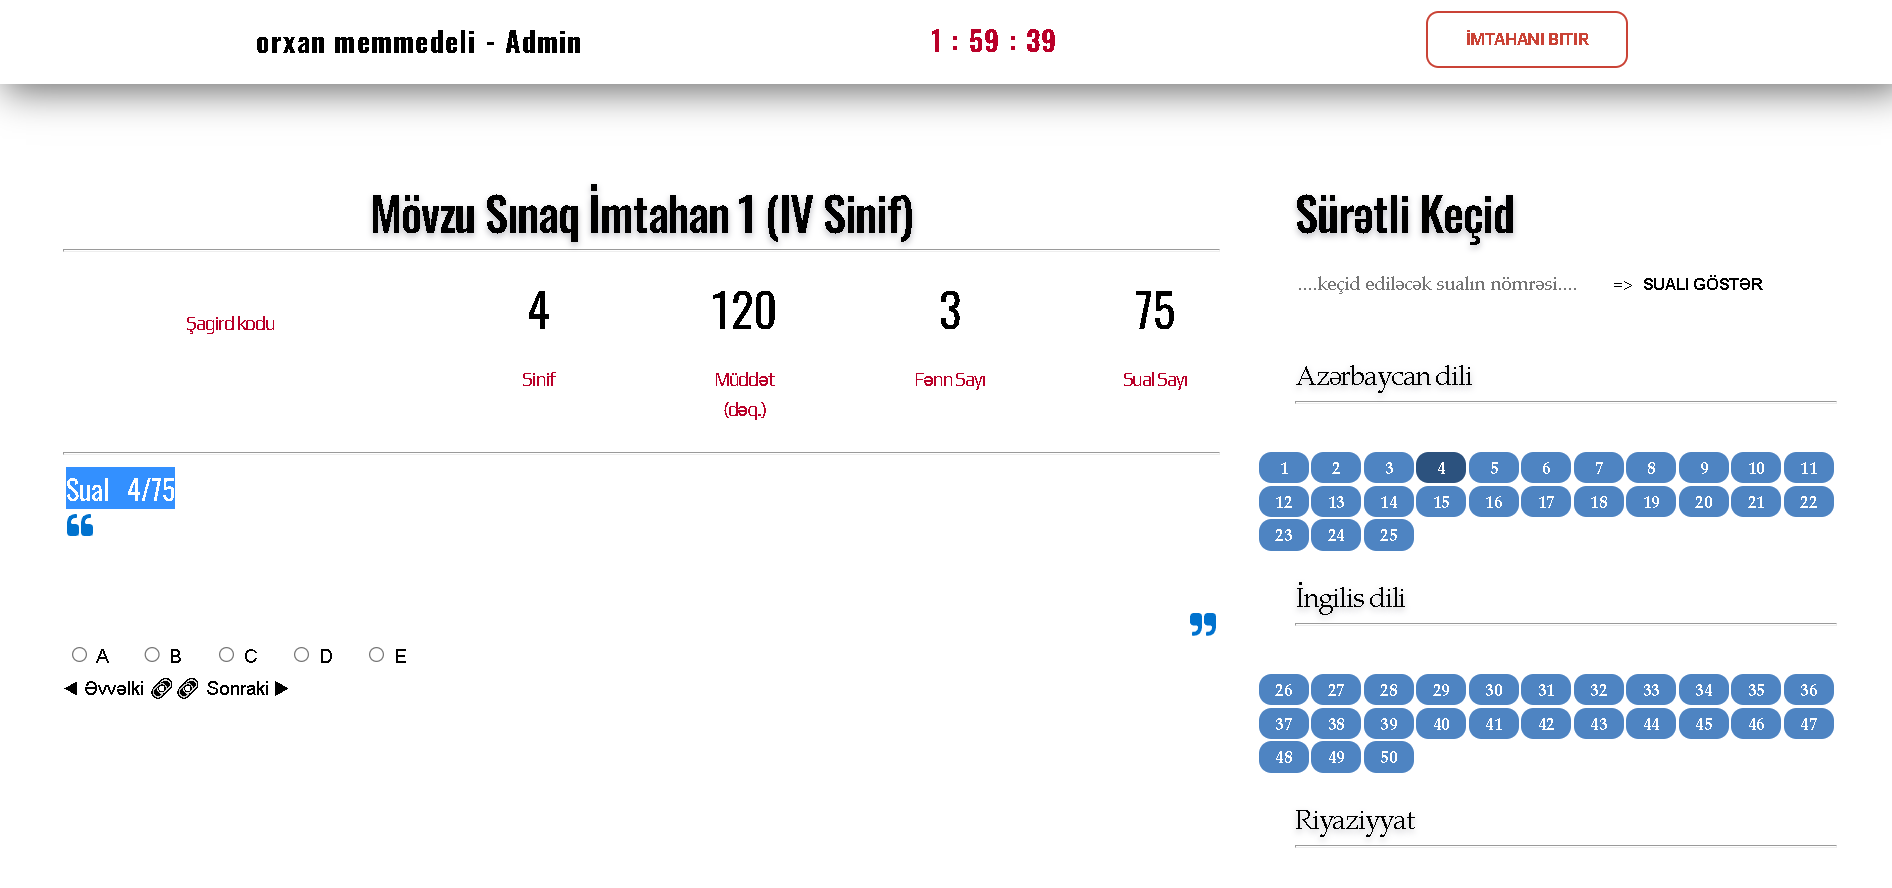 orxan memmedeli - Admin
1 : 59 : 39
İMTAHANI BITIR
Mövzu Sınaq İmtahan 1 (IV Sinif)
Şagird kodu
4
Sinif
120
Müddət
(dəq.)
3
Fənn Sayı
75
Sual Sayı
Sual 4/75
❝
❞
A B C D E
◄ Əvvəlki Sonraki ►
Sürətli Keçid
....keçid ediləcək sualın nömrəsi.... => SUALI GÖSTƏR
Azərbaycan dili
1 2 3 4 5 6 7 8 9 10 11
12 13 14 15 16 17 18 19 20 21 22
23 24 25
İngilis dili
26 27 28 29 30 31 32 33 34 35 36
37 38 39 40 41 42 43 44 45 46 47
48 49 50
Riyaziyyat